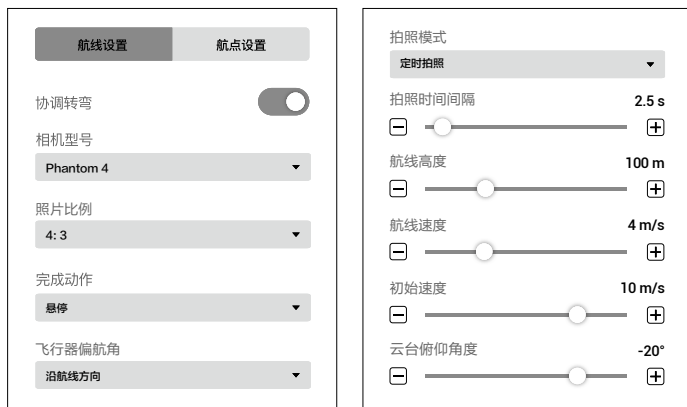 航线设置 航点设置
协调转弯
相机型号
Phantom 4
照片比例
4: 3
完成动作
悬停
飞行器偏航角
沿航线方向
拍照模式
定时拍照
拍照时间间隔 2.5 s
航线高度 100 m
航线速度 4 m/s
初始速度 10 m/s
云台俯仰角度 -20°